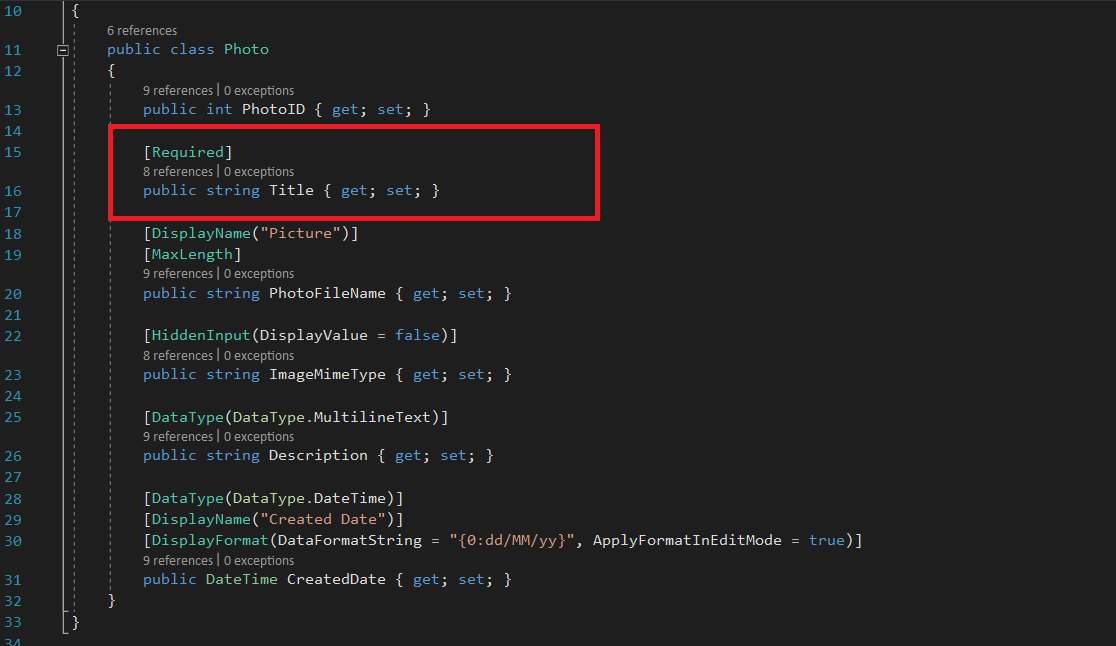 10 {
6 references
11 public class Photo
12 {
9 references | 0 exceptions
13 public int PhotoID { get; set; }
14
15 [Required]
8 references | 0 exceptions
16 public string Title { get; set; }
17
18 [DisplayName("Picture")]
19 [MaxLength]
9 references | 0 exceptions
20 public string PhotoFileName { get; set; }
21
22 [HiddenInput(DisplayValue = false)]
8 references | 0 exceptions
23 public string ImageMimeType { get; set; }
24
25 [DataType(DataType.MultilineText)]
9 references | 0 exceptions
26 public string Description { get; set; }
27
28 [DataType(DataType.DateTime)]
29 [DisplayName("Created Date")]
30 [DisplayFormat(DataFormatString = "{0:dd/MM/yy}", ApplyFormatInEditMode = true)]
9 references | 0 exceptions
31 public DateTime CreatedDate { get; set; }
32 }
33 }
34